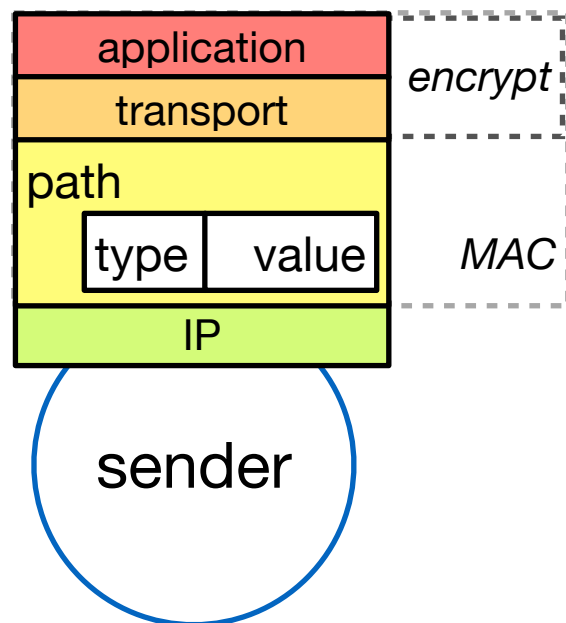 application
encrypt
transport
path
type value
MAC
IP
sender